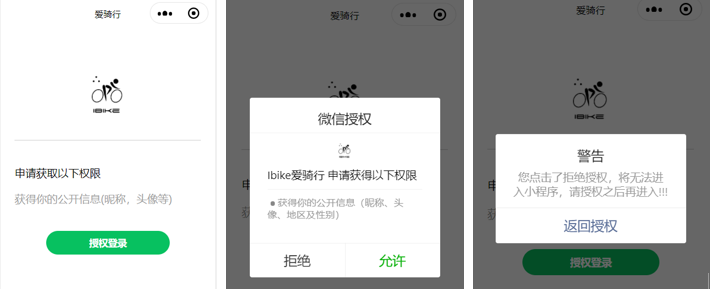 爱骑行
IBIKE
申请获取以下权限
获得你的公开信息(昵称，头像等)
授权登录
爱骑行
微信授权
Ibike爱骑行 申请获得以下权限
获得你的公开信息（昵称、头
像、地区及性别）
拒绝
允许
爱骑行
IBIKE
警告
您点击了拒绝授权，将无法进
入小程序，请授权之后再进入!!!
返回授权
授权登录